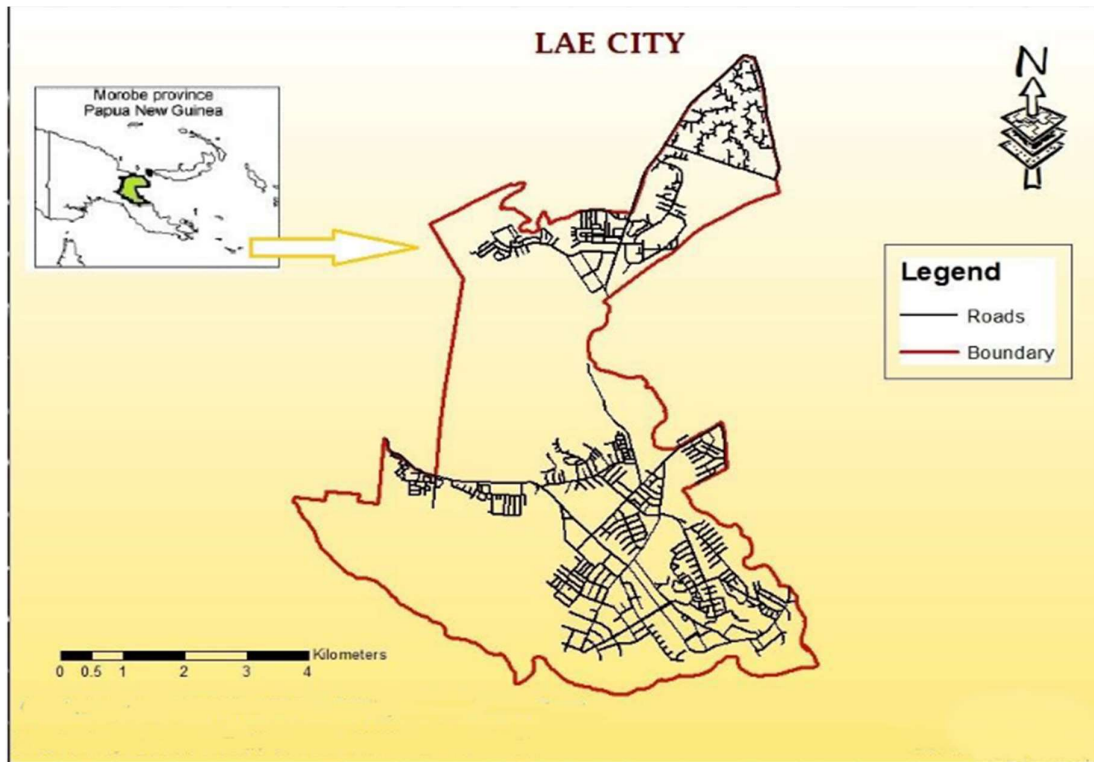 LAE CITY
Morobe province
Papua New Guinea
N
Legend
Roads
Boundary
Kilometers
0 0.5 1 2 3 4